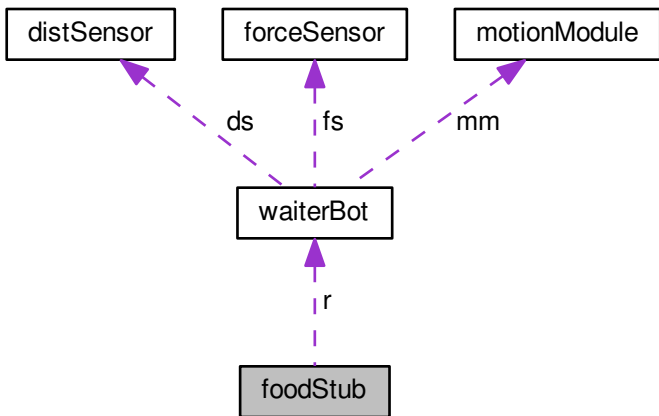 distSensor
forceSensor
motionModule
ds
fs
mm
waiterBot
r
foodStub